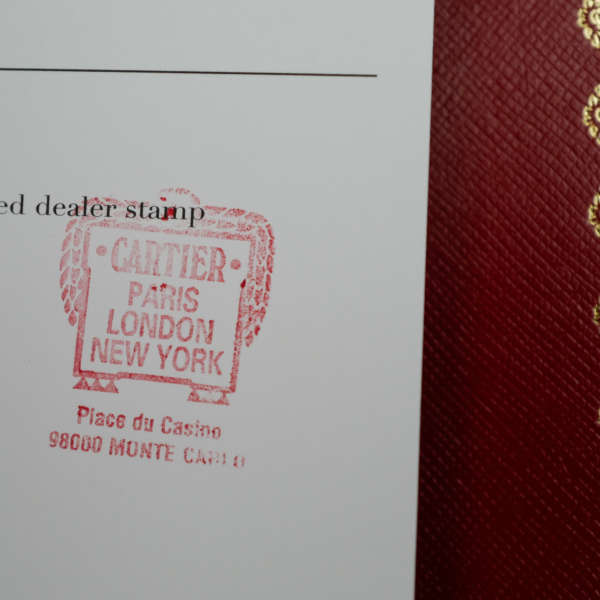 ed dealer stamp
CARTIER
PARIS
LONDON
NEW YORK
Place du Casino
98000 MONTE CARLO